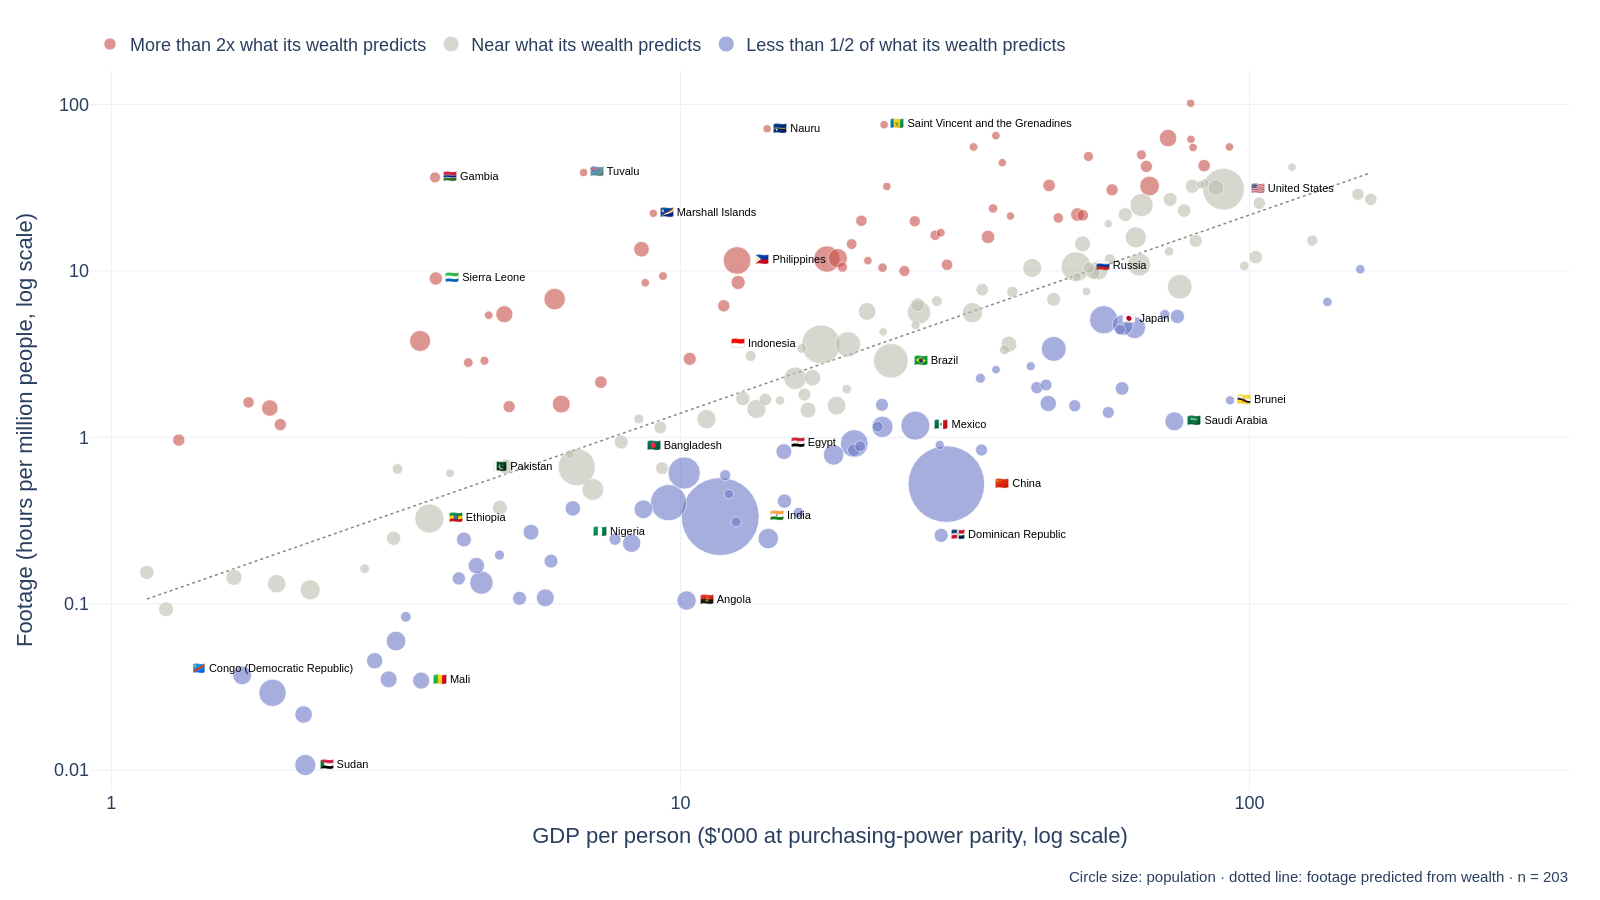 More than 2x what its wealth predicts Near what its wealth predicts Less than 1/2 of what its wealth predicts
100
Nauru
Saint Vincent and the Grenadines
Gambia
Tuvalu
United States
Marshall Islands
Philippines
Russia
10
Sierra Leone
Japan
Indonesia
Brazil
Brunei
Saudi Arabia
Mexico
1
Bangladesh
Egypt
Pakistan
China
Ethiopia
India
Nigeria
Dominican Republic
Angola
0.1
Congo (Democratic Republic)
Mali
Sudan
0.01
Footage (hours per million people, log scale)
1 10 100
GDP per person ($'000 at purchasing-power parity, log scale)
Circle size: population · dotted line: footage predicted from wealth · n = 203